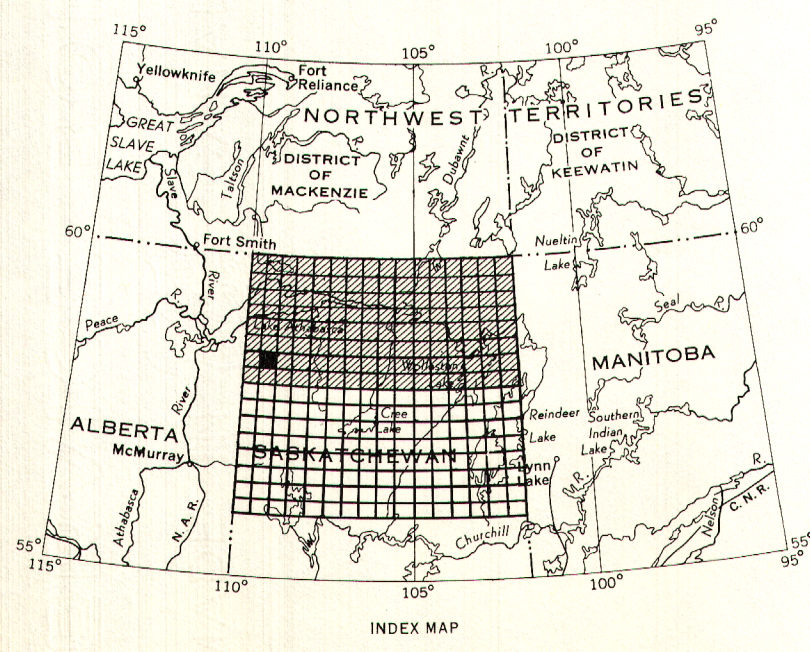 115°
110°
105°
100°
95°
Yellowknife
Fort
Reliance
R.
NORTHWEST TERRITORIES
GREAT
SLAVE
LAKE
Slave
Taltson
R.
DISTRICT
OF
MACKENZIE
Dubawnt
DISTRICT
OF
KEEWATIN
60°
Fort Smith
Nueltin
Lake
60°
River
Peace
R.
Lake Athabasca
Seal R.
Wollaston
Lake
MANITOBA
River
ALBERTA
McMurray
Cree
Lake
Reindeer
Lake
Southern
Indian
Lake
SASKATCHEWAN
Lynn
Lake
R.
R.
Athabasca
N.A.R.
Churchill
Nelson
C.N.R.
55°
115°
110°
105°
100°
95°
55°
INDEX MAP